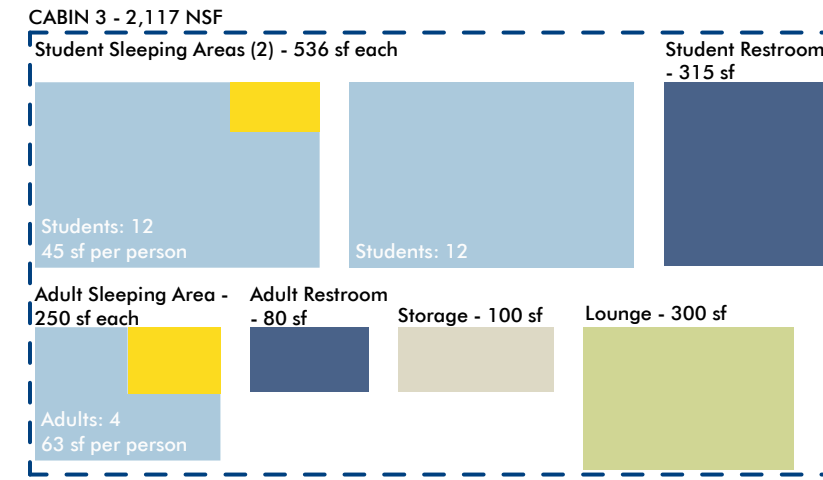 CABIN 3 - 2,117 NSF
Student Sleeping Areas (2) - 536 sf each
Student Restroom
- 315 sf
Students: 12
45 sf per person
Students: 12
Adult Sleeping Area -
250 sf each
Adult Restroom
- 80 sf
Storage - 100 sf
Lounge - 300 sf
Adults: 4
63 sf per person